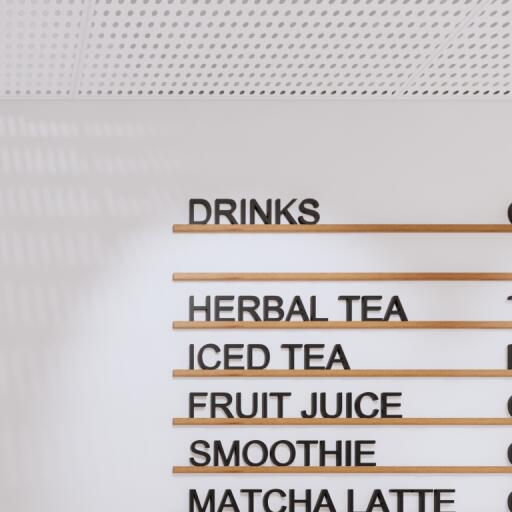 DRINKS
HERBAL TEA
ICED TEA
FRUIT JUICE
SMOOTHIE
MATCHA LATTE